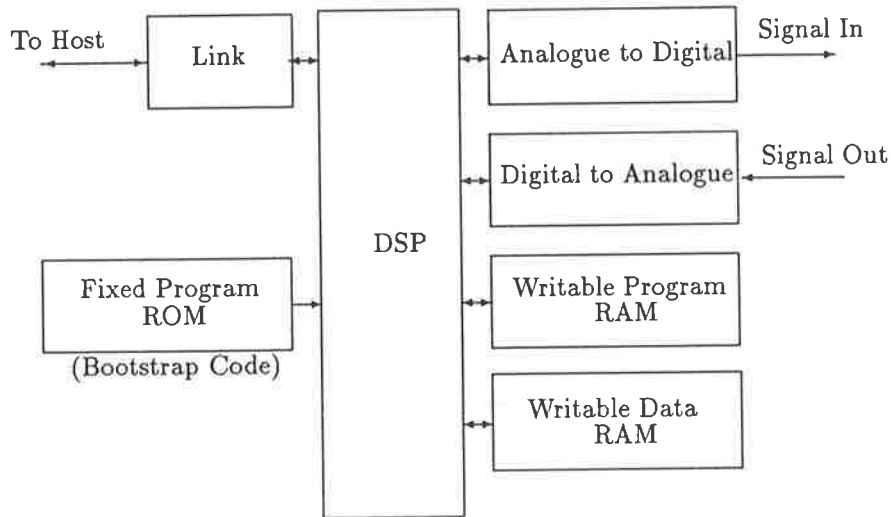 To Host
Link
Analogue to Digital
Signal In
Digital to Analogue
Signal Out
DSP
Fixed Program
ROM
(Bootstrap Code)
Writable Program
RAM
Writable Data
RAM